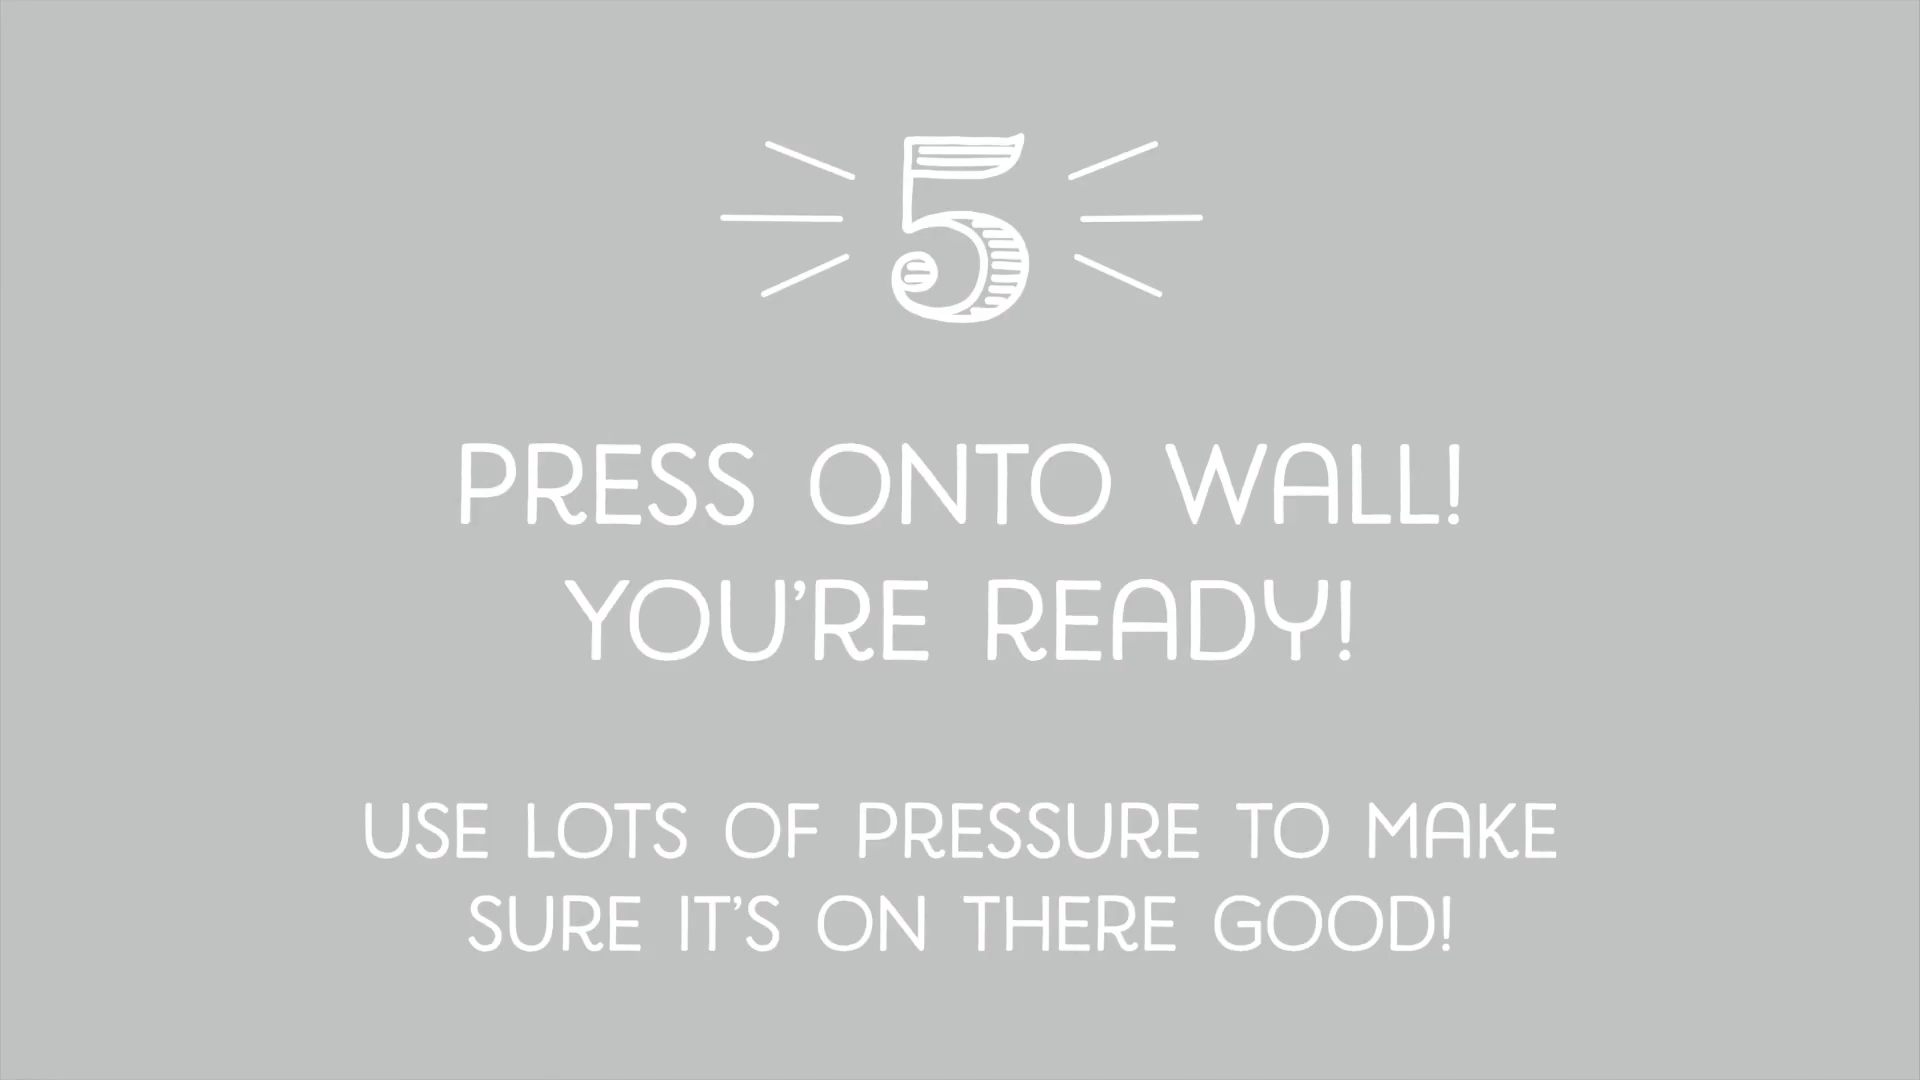 5
PRESS ONTO WALL!
YOU'RE READY!
USE LOTS OF PRESSURE TO MAKE
SURE IT'S ON THERE GOOD!